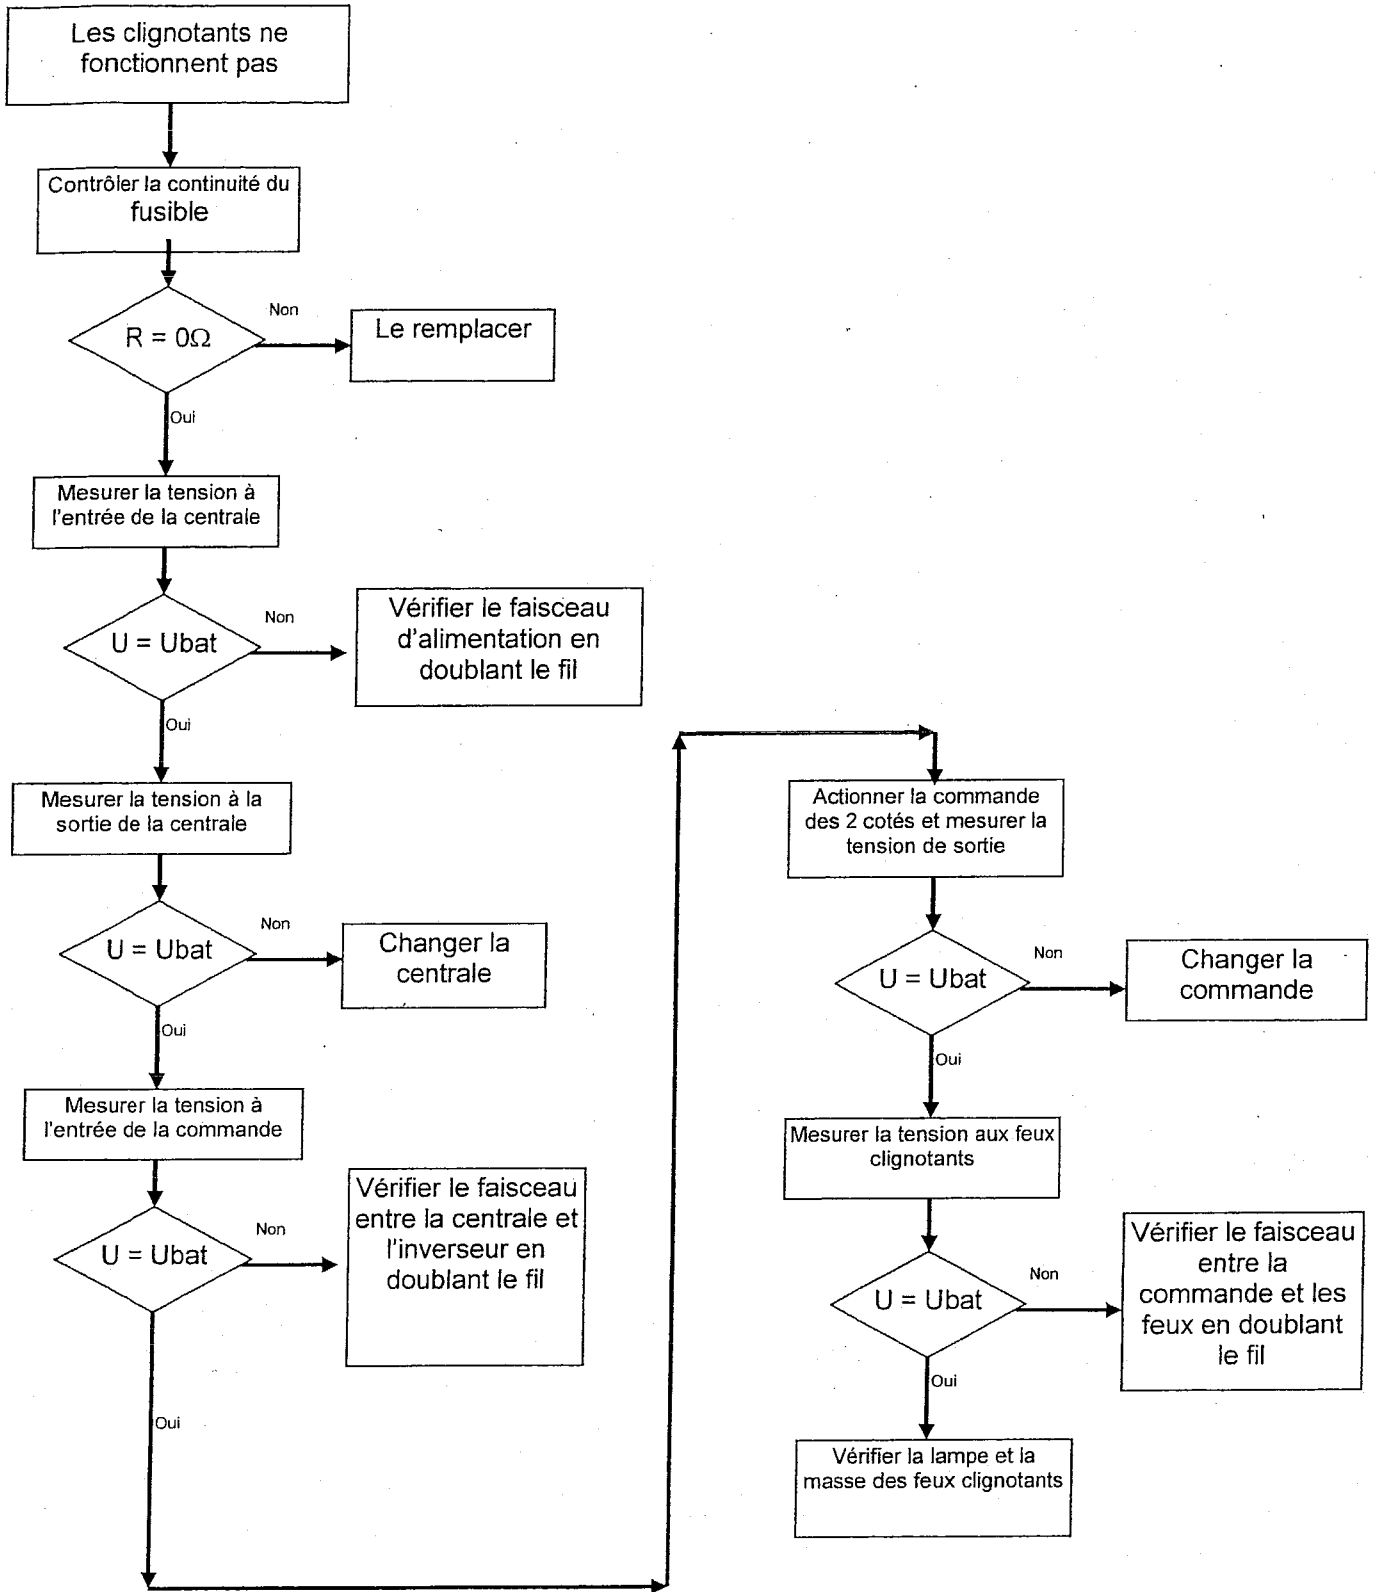 Les clignotants ne
fonctionnent pas
Contrôler la continuité du
fusible
R = 0Ω
Non
Le remplacer
Oui
Mesurer la tension à
l'entrée de la centrale
U = Ubat
Non
Vérifier le faisceau
d'alimentation en
doublant le fil
Oui
Mesurer la tension à la
sortie de la centrale
U = Ubat
Non
Changer la
centrale
Oui
Mesurer la tension à
l'entrée de la commande
U = Ubat
Non
Vérifier le faisceau
entre la centrale et
l'inverseur en
doublant le fil
Oui
Actionner la commande
des 2 cotés et mesurer la
tension de sortie
U = Ubat
Non
Changer la
commande
Oui
Mesurer la tension aux feux
clignotants
U = Ubat
Non
Vérifier le faisceau
entre la
commande et les
feux en doublant
le fil
Oui
Vérifier la lampe et la
masse des feux clignotants